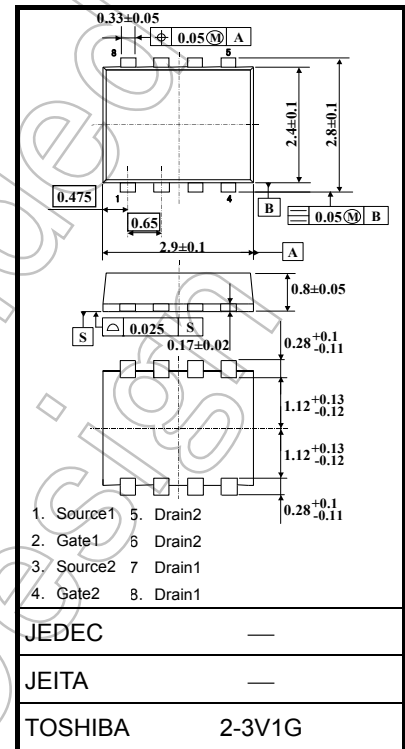 0.33±0.05
8
⌖ 0.05Ⓜ A
5
2.4±0.1
2.8±0.1
0.475
1
4
B
0.65
⌯ 0.05Ⓜ B
2.9±0.1
A
0.8±0.05
S
⌓ 0.025 S
0.17±0.02
0.28 +0.1 -0.11
1.12 +0.13 -0.12
1.12 +0.13 -0.12
0.28 +0.1 -0.11
1. Source1 5. Drain2
2. Gate1 6 Drain2
3. Source2 7 Drain1
4. Gate2 8. Drain1
JEDEC —
JEITA —
TOSHIBA 2-3V1G